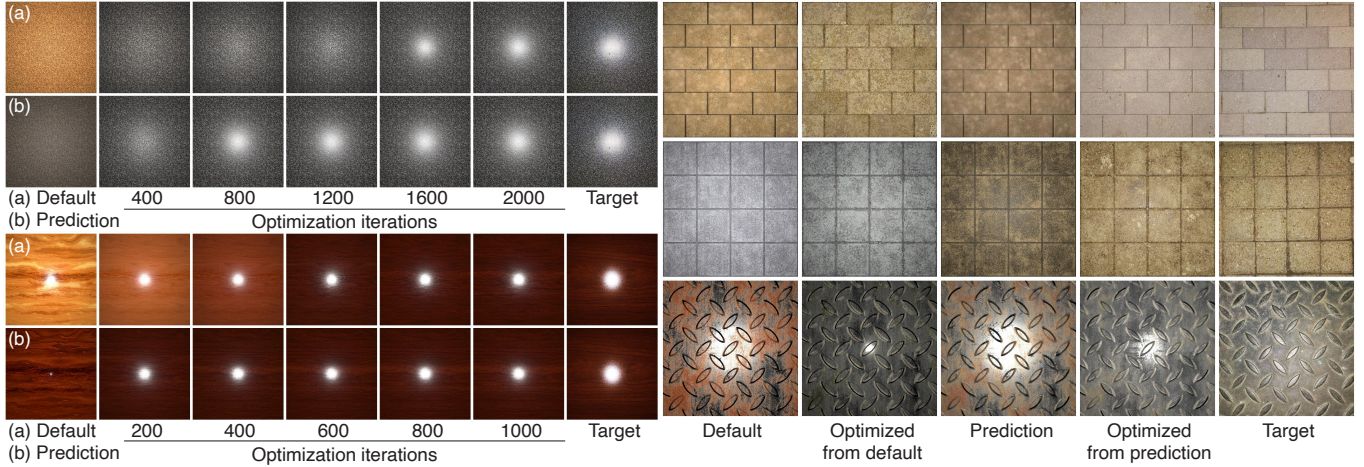 (a)
(b)
(a) Default 400 800 1200 1600 2000 Target
(b) Prediction Optimization iterations
(a)
(b)
(a) Default 200 400 600 800 1000 Target
(b) Prediction Optimization iterations
Default Optimized from default Prediction Optimized from prediction Target